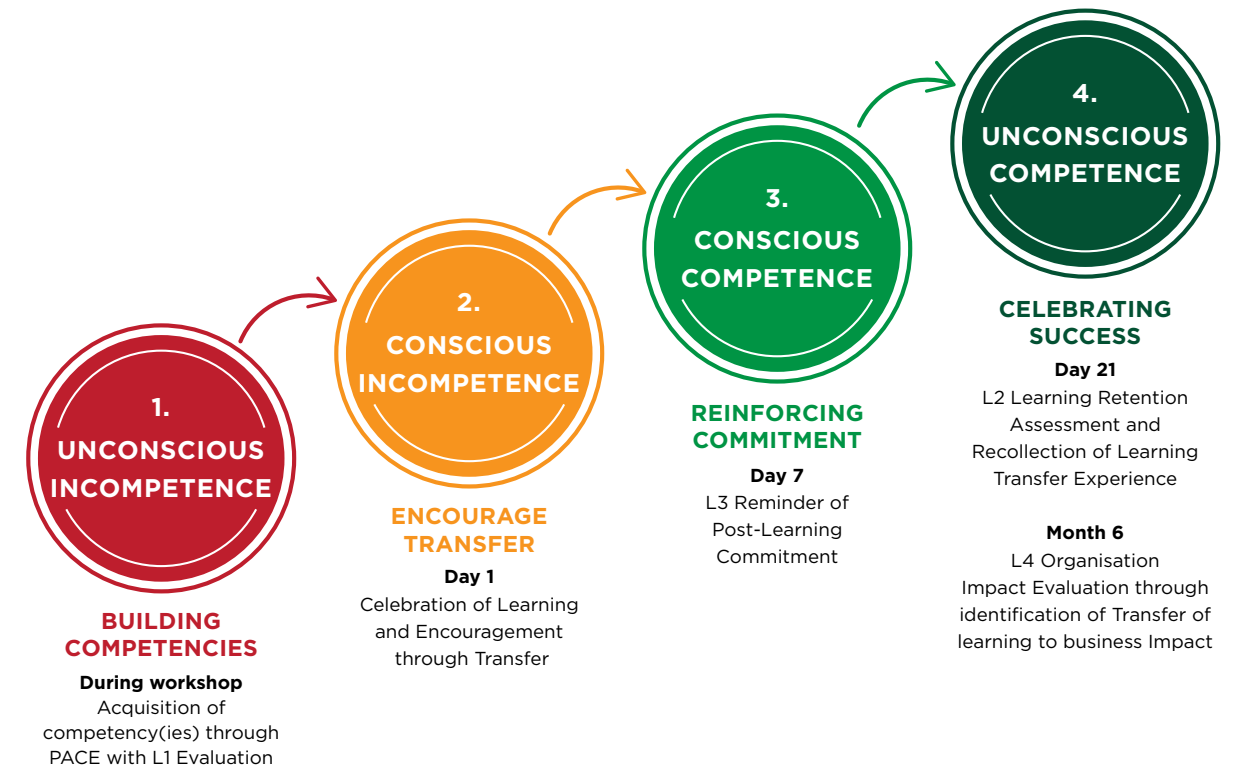 1.
UNCONSCIOUS
INCOMPETENCE
BUILDING
COMPETENCIES
During workshop
Acquisition of
competency(ies) through
PACE with L1 Evaluation
2.
CONSCIOUS
INCOMPETENCE
ENCOURAGE
TRANSFER
Day 1
Celebration of Learning
and Encouragement
through Transfer
3.
CONSCIOUS
COMPETENCE
REINFORCING
COMMITMENT
Day 7
L3 Reminder of
Post-Learning
Commitment
4.
UNCONSCIOUS
COMPETENCE
CELEBRATING
SUCCESS
Day 21
L2 Learning Retention
Assessment and
Recollection of Learning
Transfer Experience
Month 6
L4 Organisation
Impact Evaluation through
identification of Transfer of
learning to business Impact